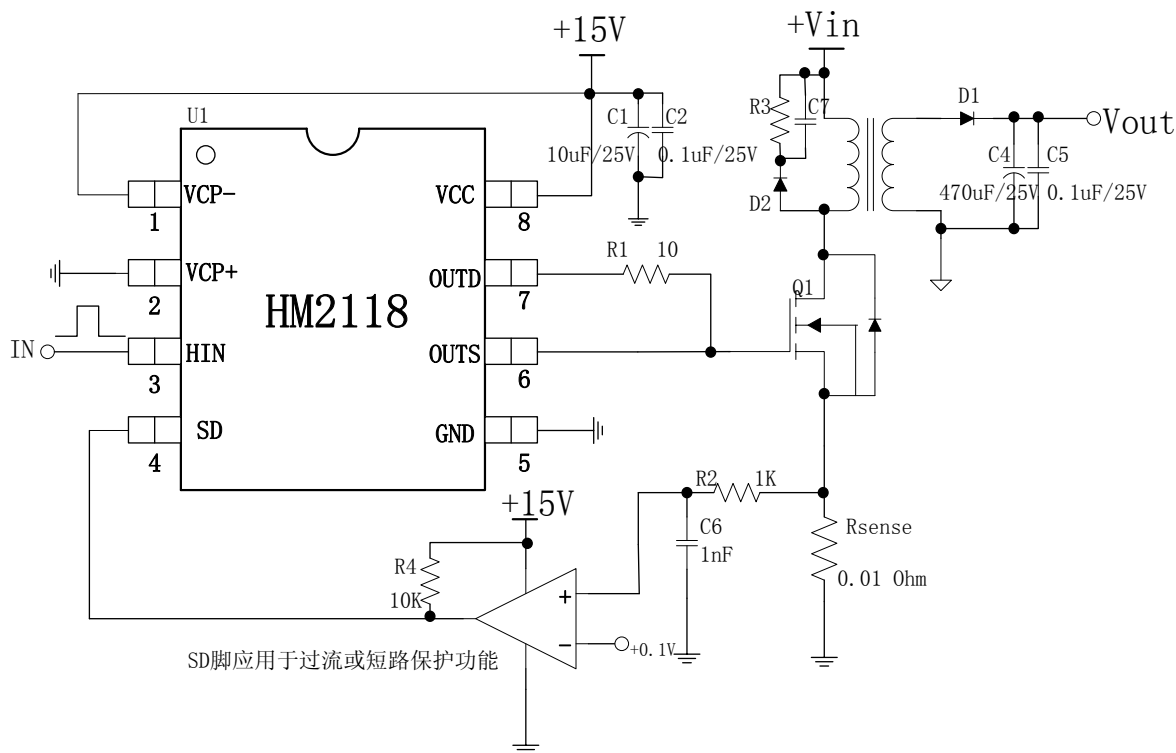 +15V
+Vin
U1
C1
C2
10uF/25V
0.1uF/25V
R3
C7
D2
D1
Vout
C4
C5
470uF/25V
0.1uF/25V
VCP-
1
VCC
8
VCP+
2
OUTD
7
R1 10
HM2118
Q1
IN
HIN
3
OUTS
6
SD
4
GND
5
+15V
R2 1K
C6
1nF
Rsense
0.01 Ohm
R4
10K
+
-
+0.1V
SD脚应用于过流或短路保护功能